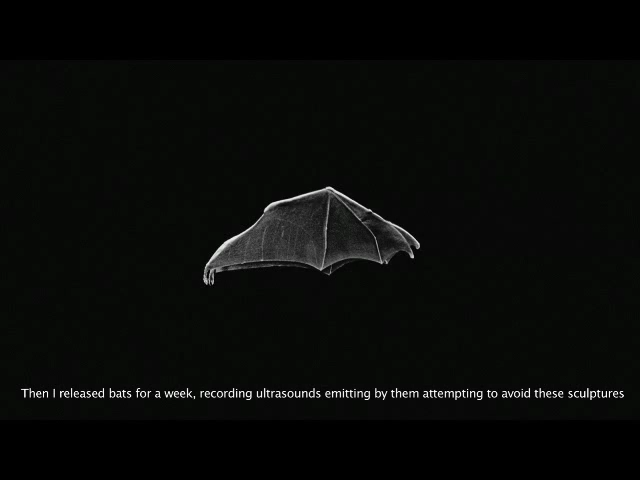 Then I released bats for a week, recording ultrasounds emitting by them attempting to avoid these sculptures